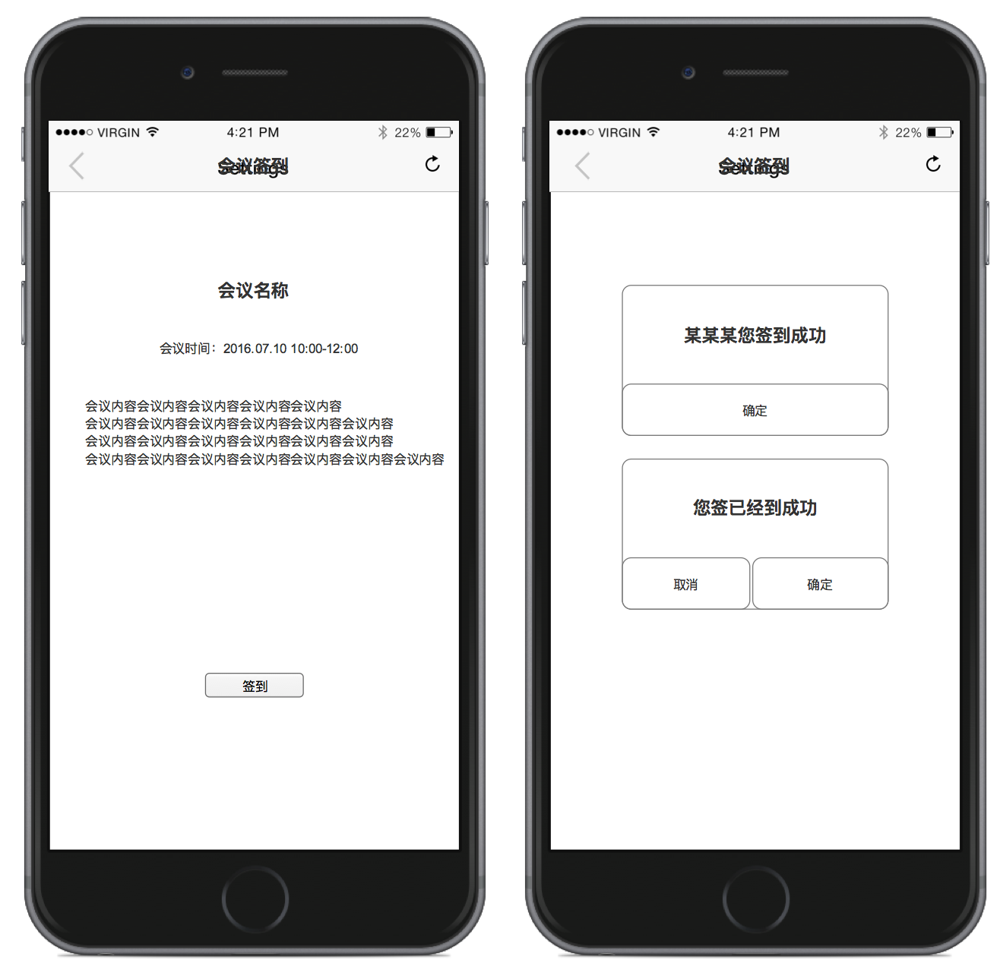 VIRGIN 4:21 PM 22%
会议签到
Settings
会议名称
会议时间：2016.07.10 10:00-12:00
会议内容会议内容会议内容会议内容会议内容
会议内容会议内容会议内容会议内容会议内容会议内容
会议内容会议内容会议内容会议内容会议内容会议内容
会议内容会议内容会议内容会议内容会议内容会议内容会议内容
签到
VIRGIN 4:21 PM 22%
会议签到
Settings
某某某您签到成功
确定
您签已经到成功
取消 确定